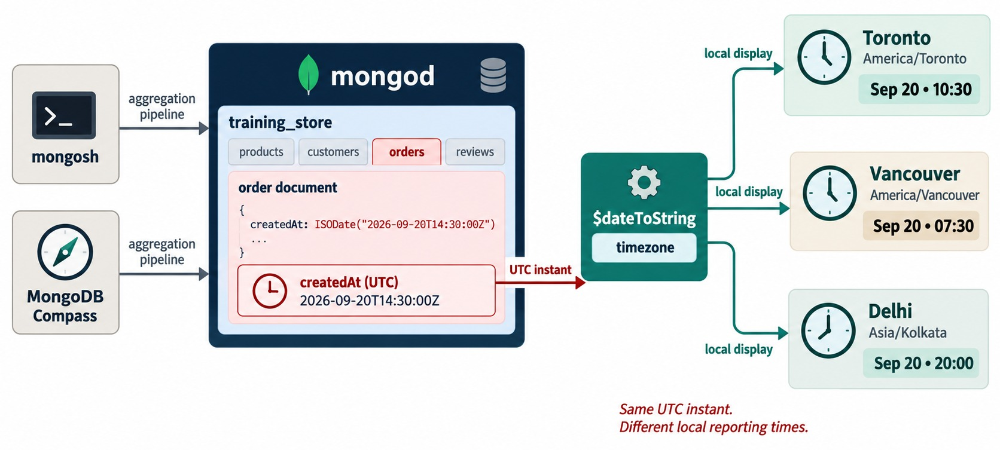 mongosh
aggregation
pipeline
MongoDB
Compass
aggregation
pipeline
mongod
training_store
products
customers
orders
reviews
order document
{
createdAt: ISODate("2026-09-20T14:30:00Z")
...
}
createdAt (UTC)
2026-09-20T14:30:00Z
UTC instant
$dateToString
timezone
local display
Toronto
America/Toronto
Sep 20 • 10:30
local display
Vancouver
America/Vancouver
Sep 20 • 07:30
local display
Delhi
Asia/Kolkata
Sep 20 • 20:00
Same UTC instant.
Different local reporting times.